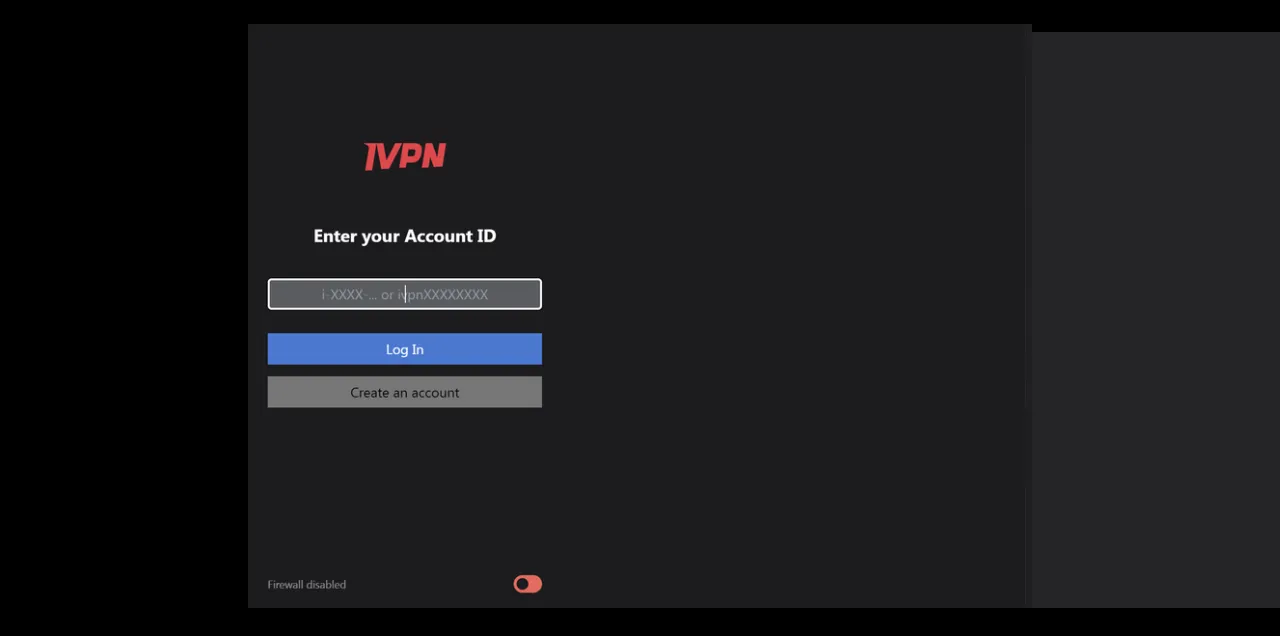 IVPN
Enter your Account ID
i-XXXX-... or ivpnXXXXXXXX
Log In
Create an account
Firewall disabled